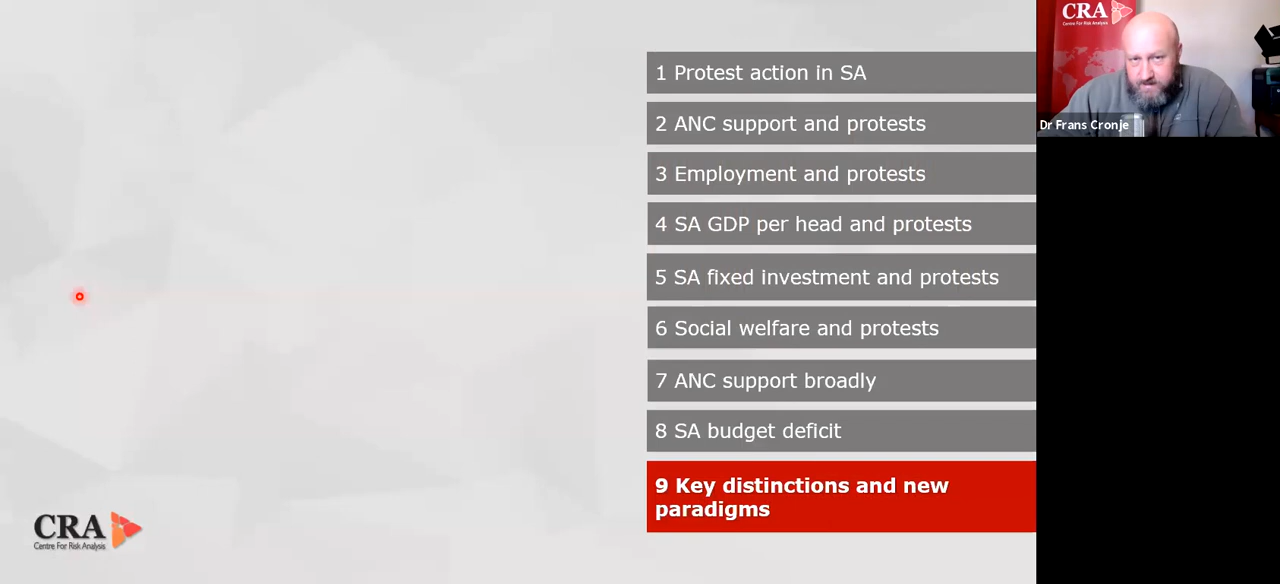 1 Protest action in SA
2 ANC support and protests
3 Employment and protests
4 SA GDP per head and protests
5 SA fixed investment and protests
6 Social welfare and protests
7 ANC support broadly
8 SA budget deficit
9 Key distinctions and new
paradigms
CRA
Centre For Risk Analysis
CRA
Centre For Risk Analysis
Dr Frans Cronje